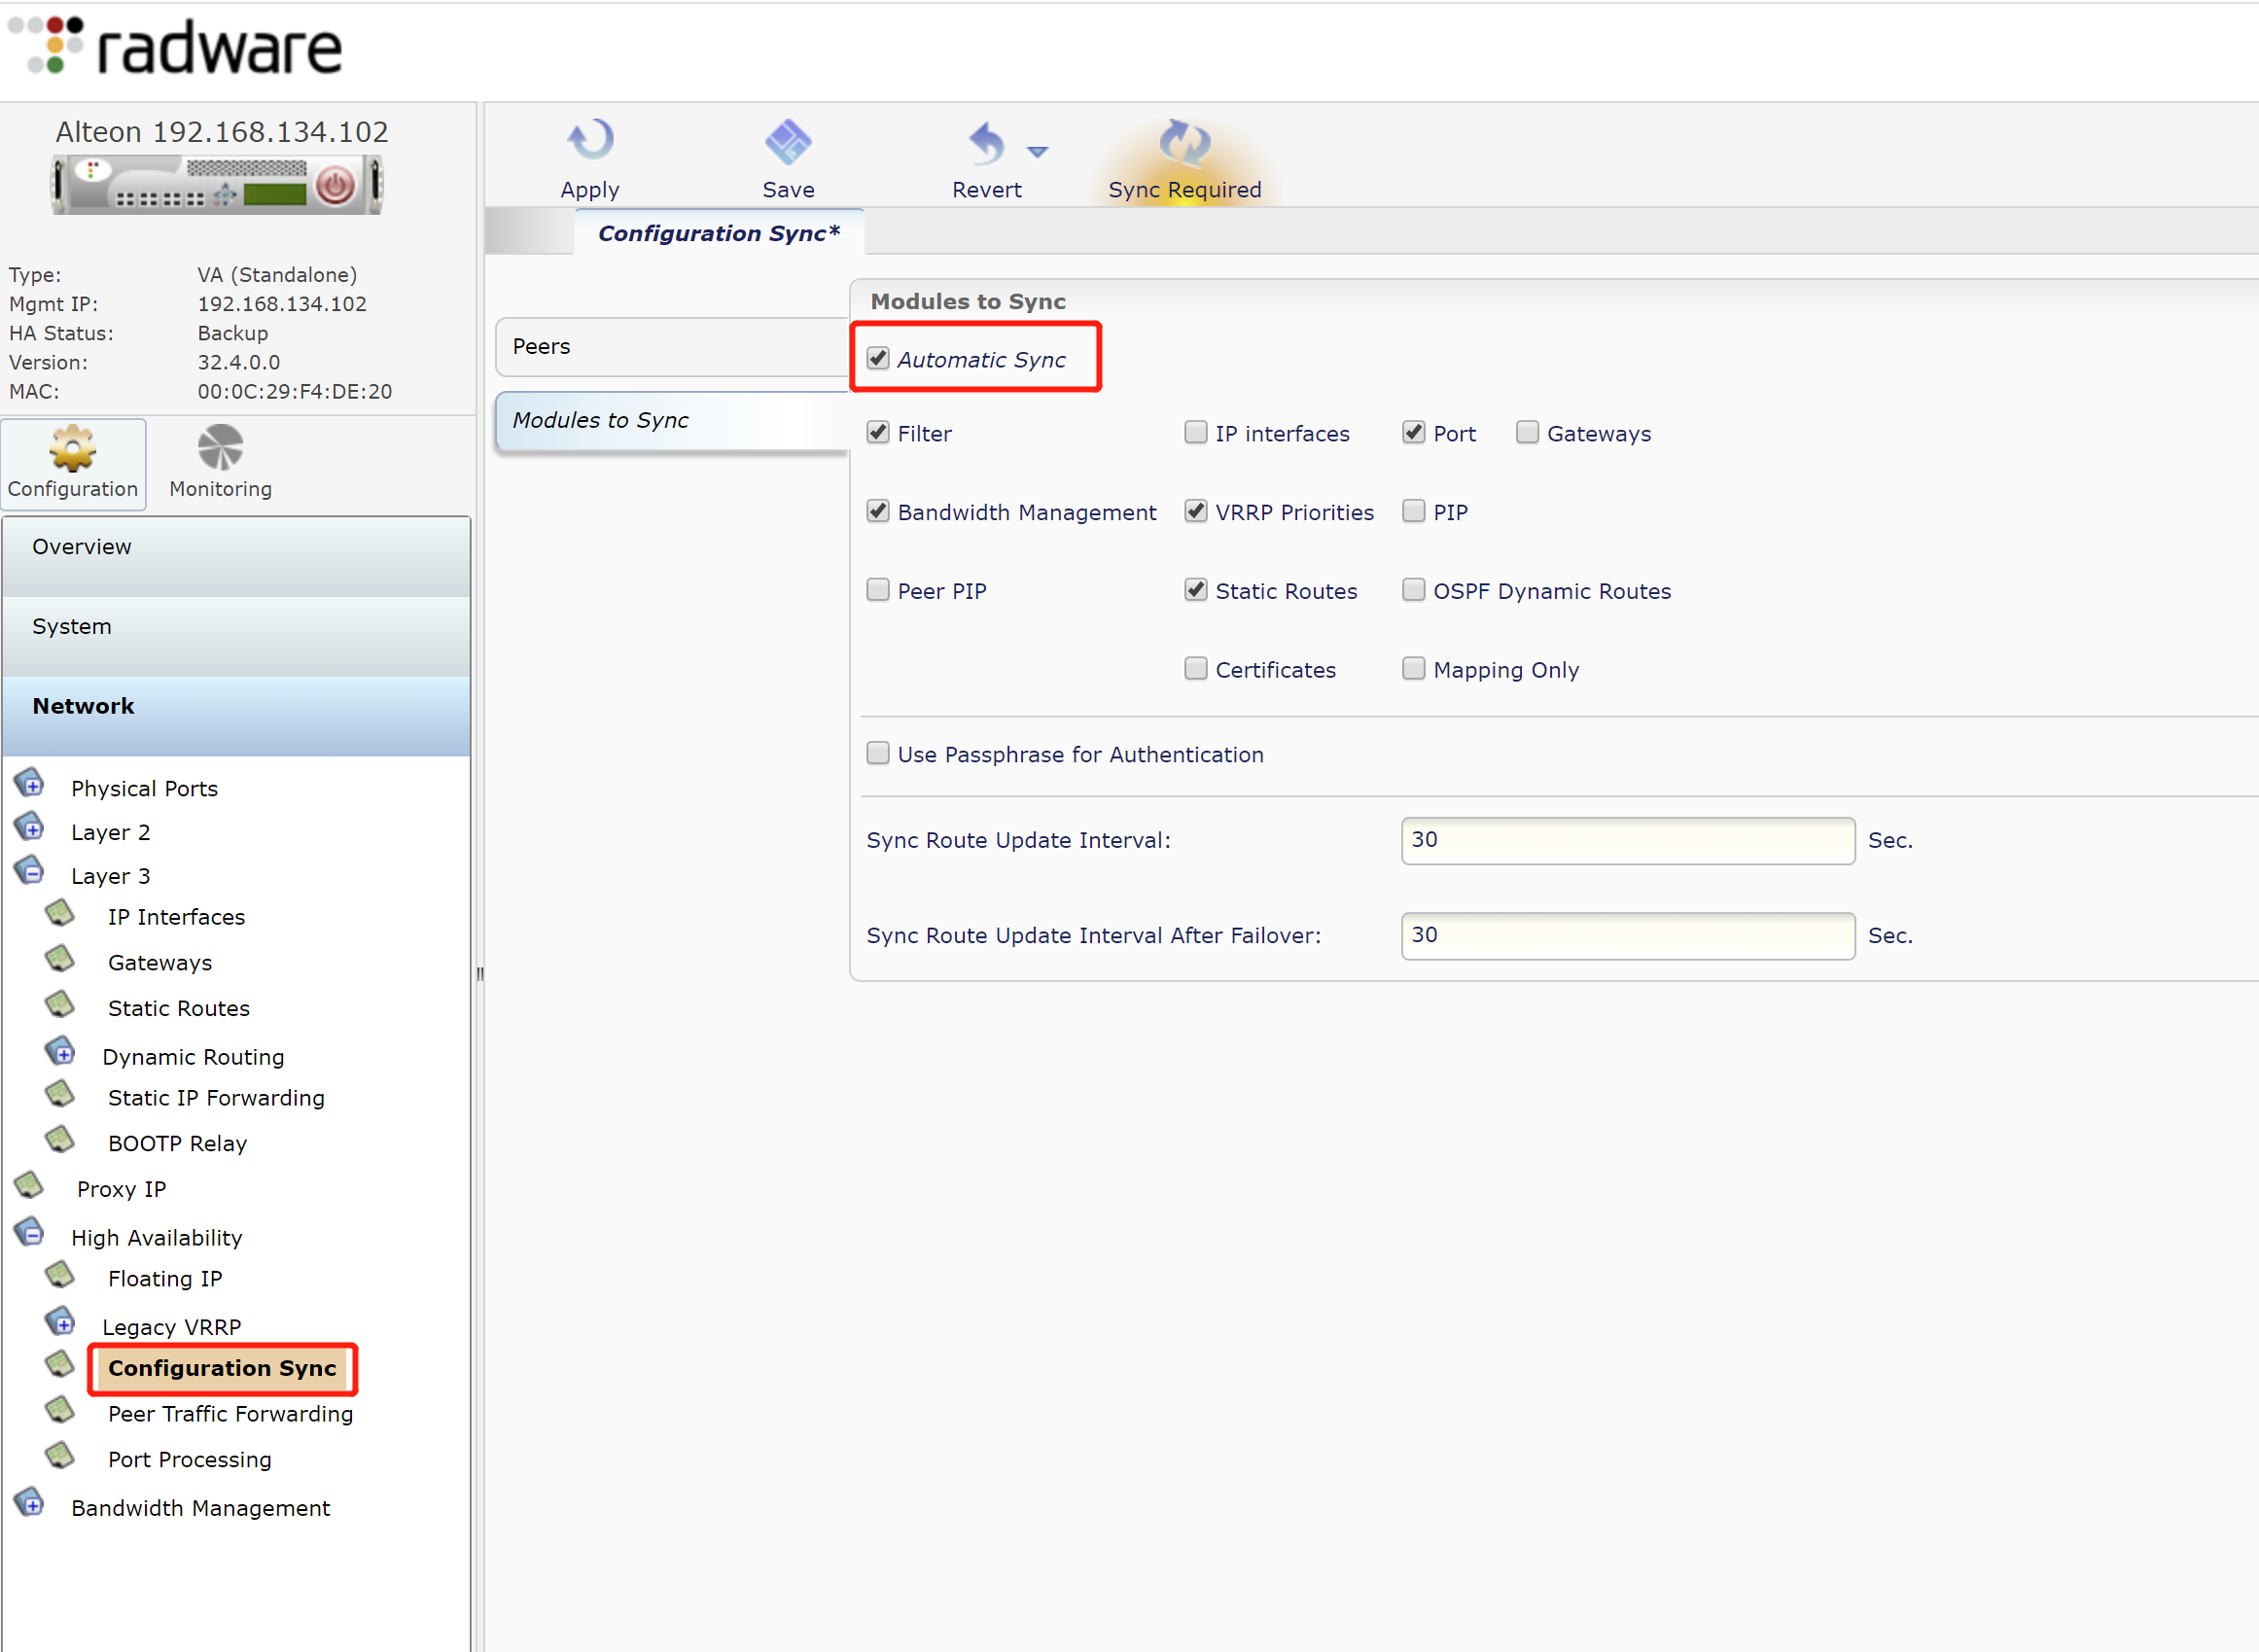 radware
Alteon 192.168.134.102
Type: VA (Standalone)
Mgmt IP: 192.168.134.102
HA Status: Backup
Version: 32.4.0.0
MAC: 00:0C:29:F4:DE:20
Configuration Monitoring
Overview
System
Network
Physical Ports
Layer 2
Layer 3
IP Interfaces
Gateways
Static Routes
Dynamic Routing
Static IP Forwarding
BOOTP Relay
Proxy IP
High Availability
Floating IP
Legacy VRRP
Configuration Sync
Peer Traffic Forwarding
Port Processing
Bandwidth Management
Apply Save Revert Sync Required
Configuration Sync*
Peers
Modules to Sync
Modules to Sync
Automatic Sync
Filter IP interfaces Port Gateways
Bandwidth Management VRRP Priorities PIP
Peer PIP Static Routes OSPF Dynamic Routes
Certificates Mapping Only
Use Passphrase for Authentication
Sync Route Update Interval: 30 Sec.
Sync Route Update Interval After Failover: 30 Sec.